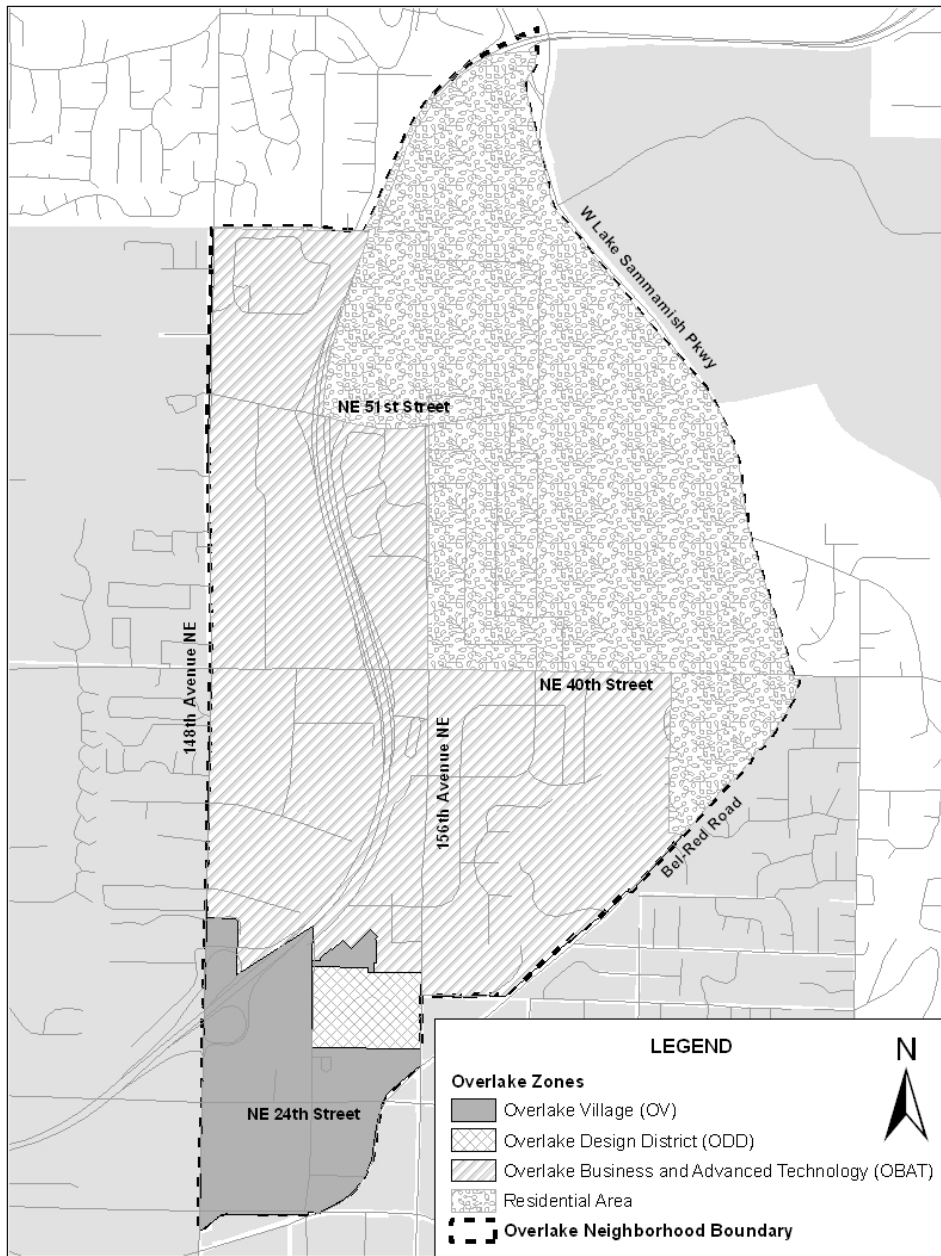 W Lake Sammamish Pkwy
NE 51st Street
148th Avenue NE
NE 40th Street
156th Avenue NE
Bel-Red Road
NE 24th Street
LEGEND
N
Overlake Zones
Overlake Village (OV)
Overlake Design District (ODD)
Overlake Business and Advanced Technology (OBAT)
Residential Area
Overlake Neighborhood Boundary